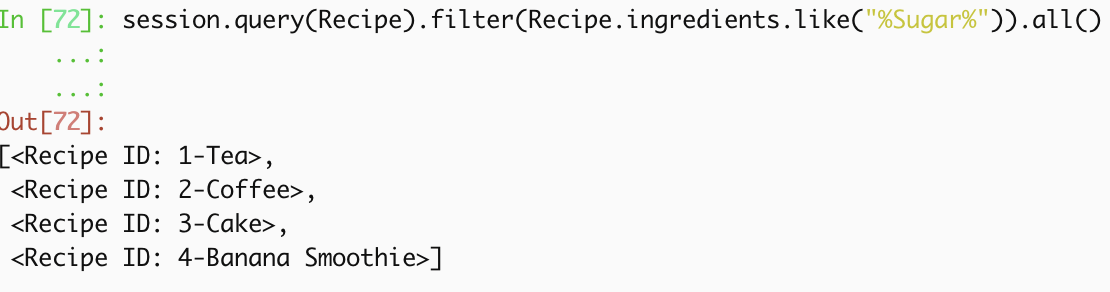 In [72]: session.query(Recipe).filter(Recipe.ingredients.like("%Sugar%")).all()
...:
...:
Out[72]:
[<Recipe ID: 1-Tea>,
<Recipe ID: 2-Coffee>,
<Recipe ID: 3-Cake>,
<Recipe ID: 4-Banana Smoothie>]